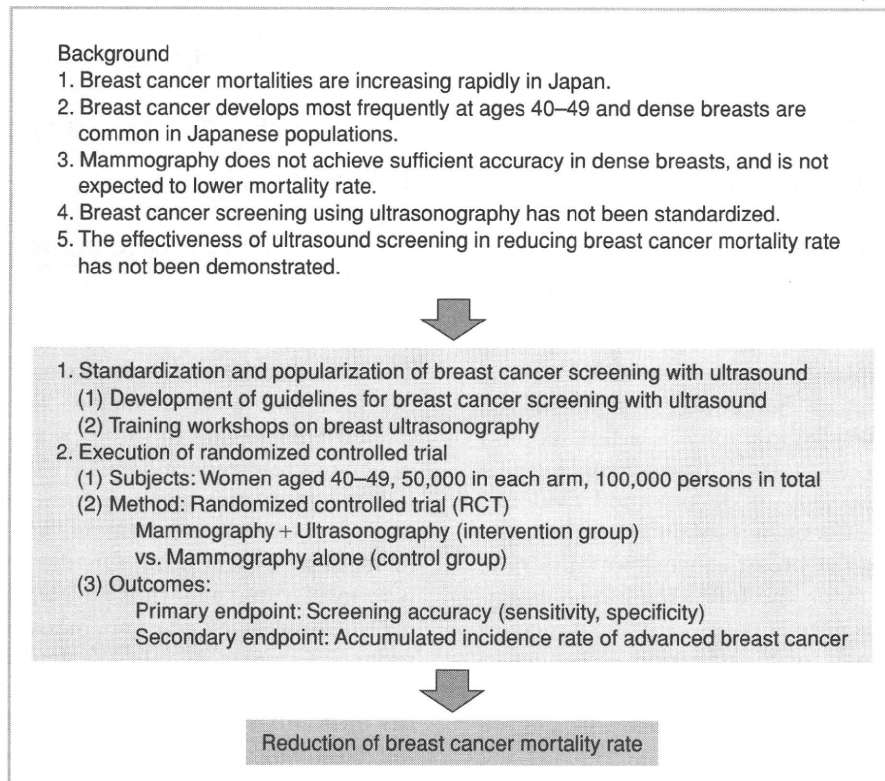 Background
1. Breast cancer mortalities are increasing rapidly in Japan.
2. Breast cancer develops most frequently at ages 40–49 and dense breasts are
common in Japanese populations.
3. Mammography does not achieve sufficient accuracy in dense breasts, and is not
expected to lower mortality rate.
4. Breast cancer screening using ultrasonography has not been standardized.
5. The effectiveness of ultrasound screening in reducing breast cancer mortality rate
has not been demonstrated.
1. Standardization and popularization of breast cancer screening with ultrasound
(1) Development of guidelines for breast cancer screening with ultrasound
(2) Training workshops on breast ultrasonography
2. Execution of randomized controlled trial
(1) Subjects: Women aged 40–49, 50,000 in each arm, 100,000 persons in total
(2) Method: Randomized controlled trial (RCT)
Mammography + Ultrasonography (intervention group)
vs. Mammography alone (control group)
(3) Outcomes:
Primary endpoint: Screening accuracy (sensitivity, specificity)
Secondary endpoint: Accumulated incidence rate of advanced breast cancer
Reduction of breast cancer mortality rate